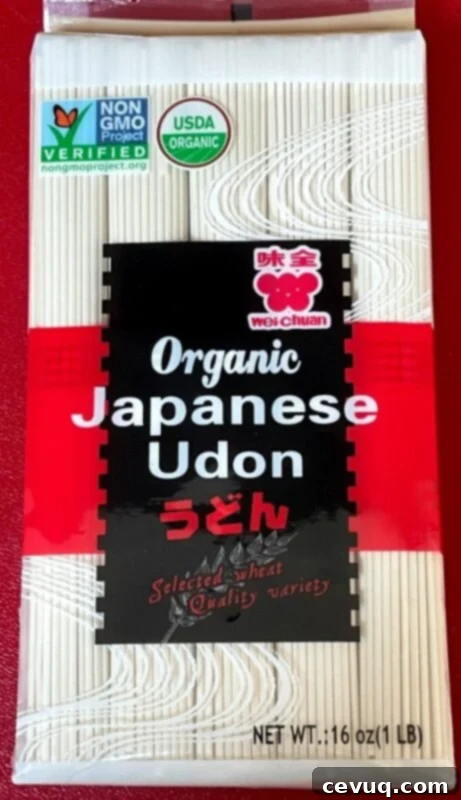 NON
GMO
Project
VERIFIED
nongmoproject.org
USDA
ORGANIC
味全
wei-chuan
Organic
Japanese
Udon
うどん
Selected wheat
Quality variety
NET WT.:16 oz(1 LB)
cevuq.com